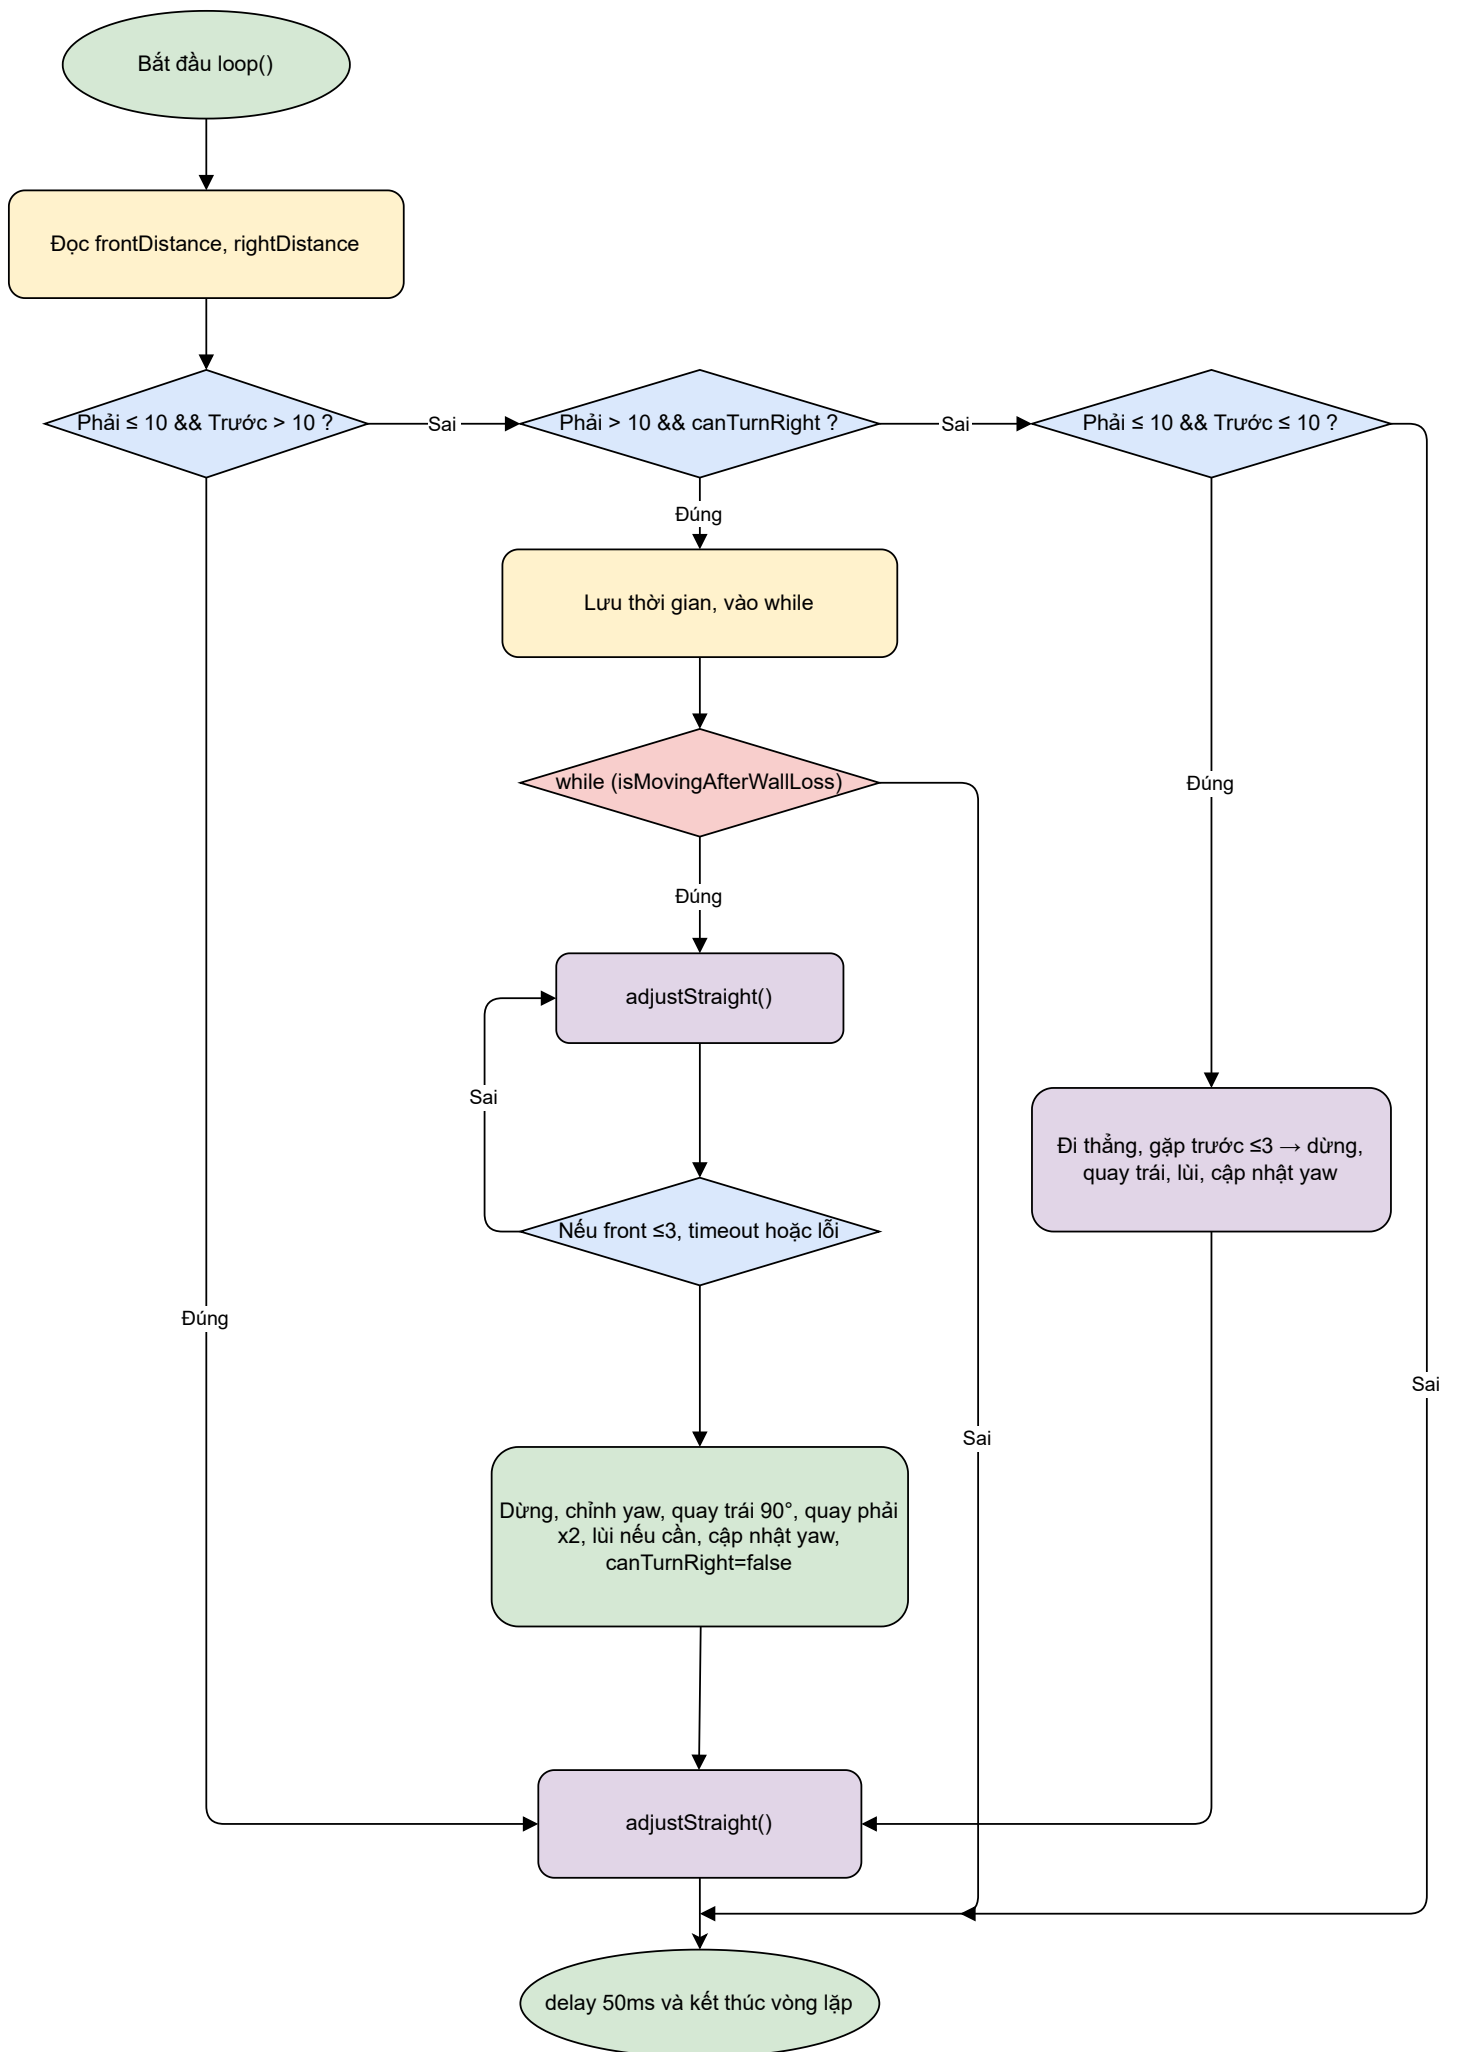 Bắt đầu loop()
Đọc frontDistance, rightDistance
Phải ≤ 10 && Trước > 10 ?
Sai
Phải > 10 && canTurnRight ?
Sai
Phải ≤ 10 && Trước ≤ 10 ?
Đúng
Lưu thời gian, vào while
while (isMovingAfterWallLoss)
Đúng
Đúng
adjustStraight()
Sai
Đi thẳng, gặp trước ≤3 → dừng,
quay trái, lùi, cập nhật yaw
Nếu front ≤3, timeout hoặc lỗi
Đúng
Sai
Sai
Dừng, chỉnh yaw, quay trái 90°, quay phải
x2, lùi nếu cần, cập nhật yaw,
canTurnRight=false
adjustStraight()
delay 50ms và kết thúc vòng lặp